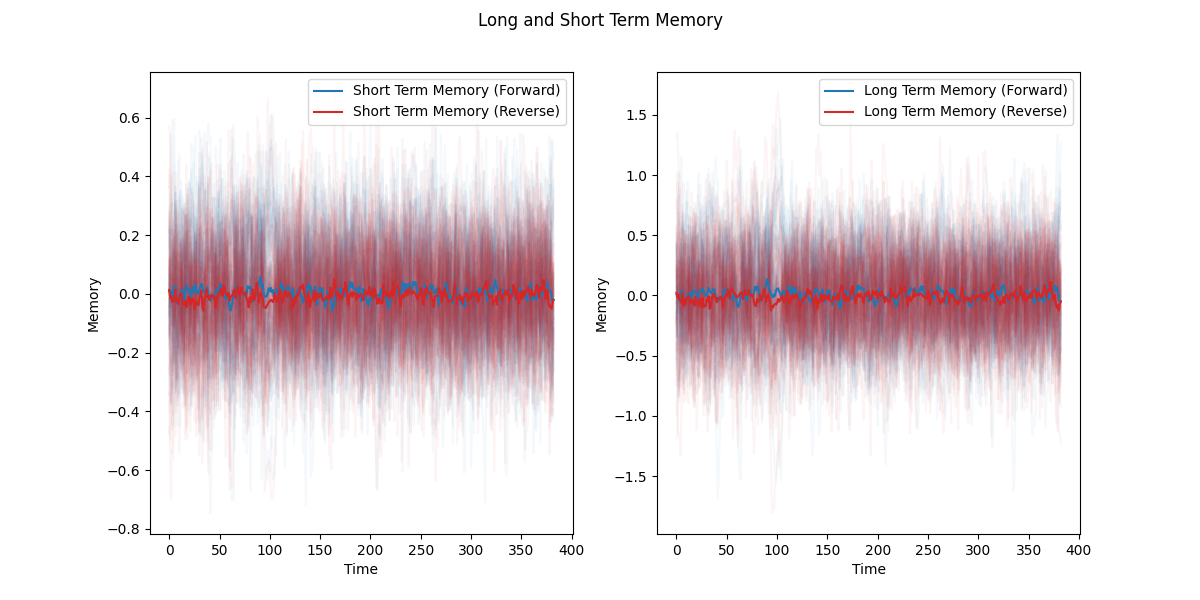 Long and Short Term Memory
Short Term Memory (Forward)
Short Term Memory (Reverse)
0.6
0.4
0.2
0.0
−0.2
−0.4
−0.6
−0.8
Memory
0 50 100 150 200 250 300 350 400
Time
Long Term Memory (Forward)
Long Term Memory (Reverse)
1.5
1.0
0.5
0.0
−0.5
−1.0
−1.5
Memory
0 50 100 150 200 250 300 350 400
Time